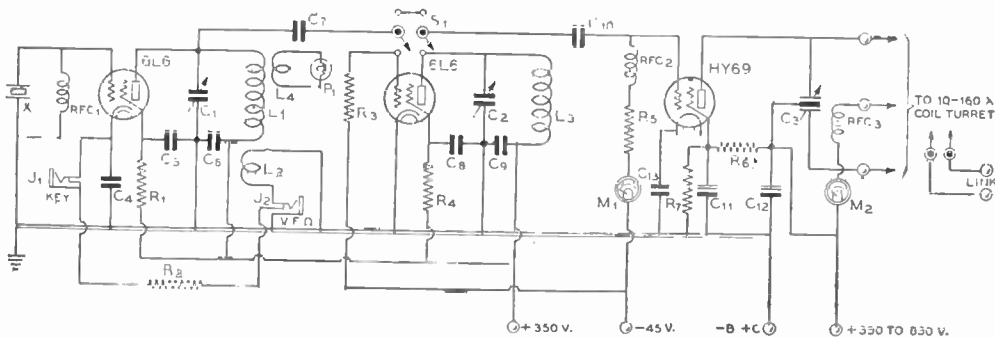 C7
S1
C10
6L6
6L6
HY69
X
RFC1
C1
L1
L4
P1
R3
C2
L3
RFC2
R5
C3
RFC3
TO 10-160 λ
COIL TURRET
C5
C6
C8
C9
R6
J1
KEY
C4
R1
L2
J2
V.F.O
R4
M1
C13
R7
C11
C12
M2
LINK
R2
+350 V.
-45 V.
-B +C
+350 TO 650 V.